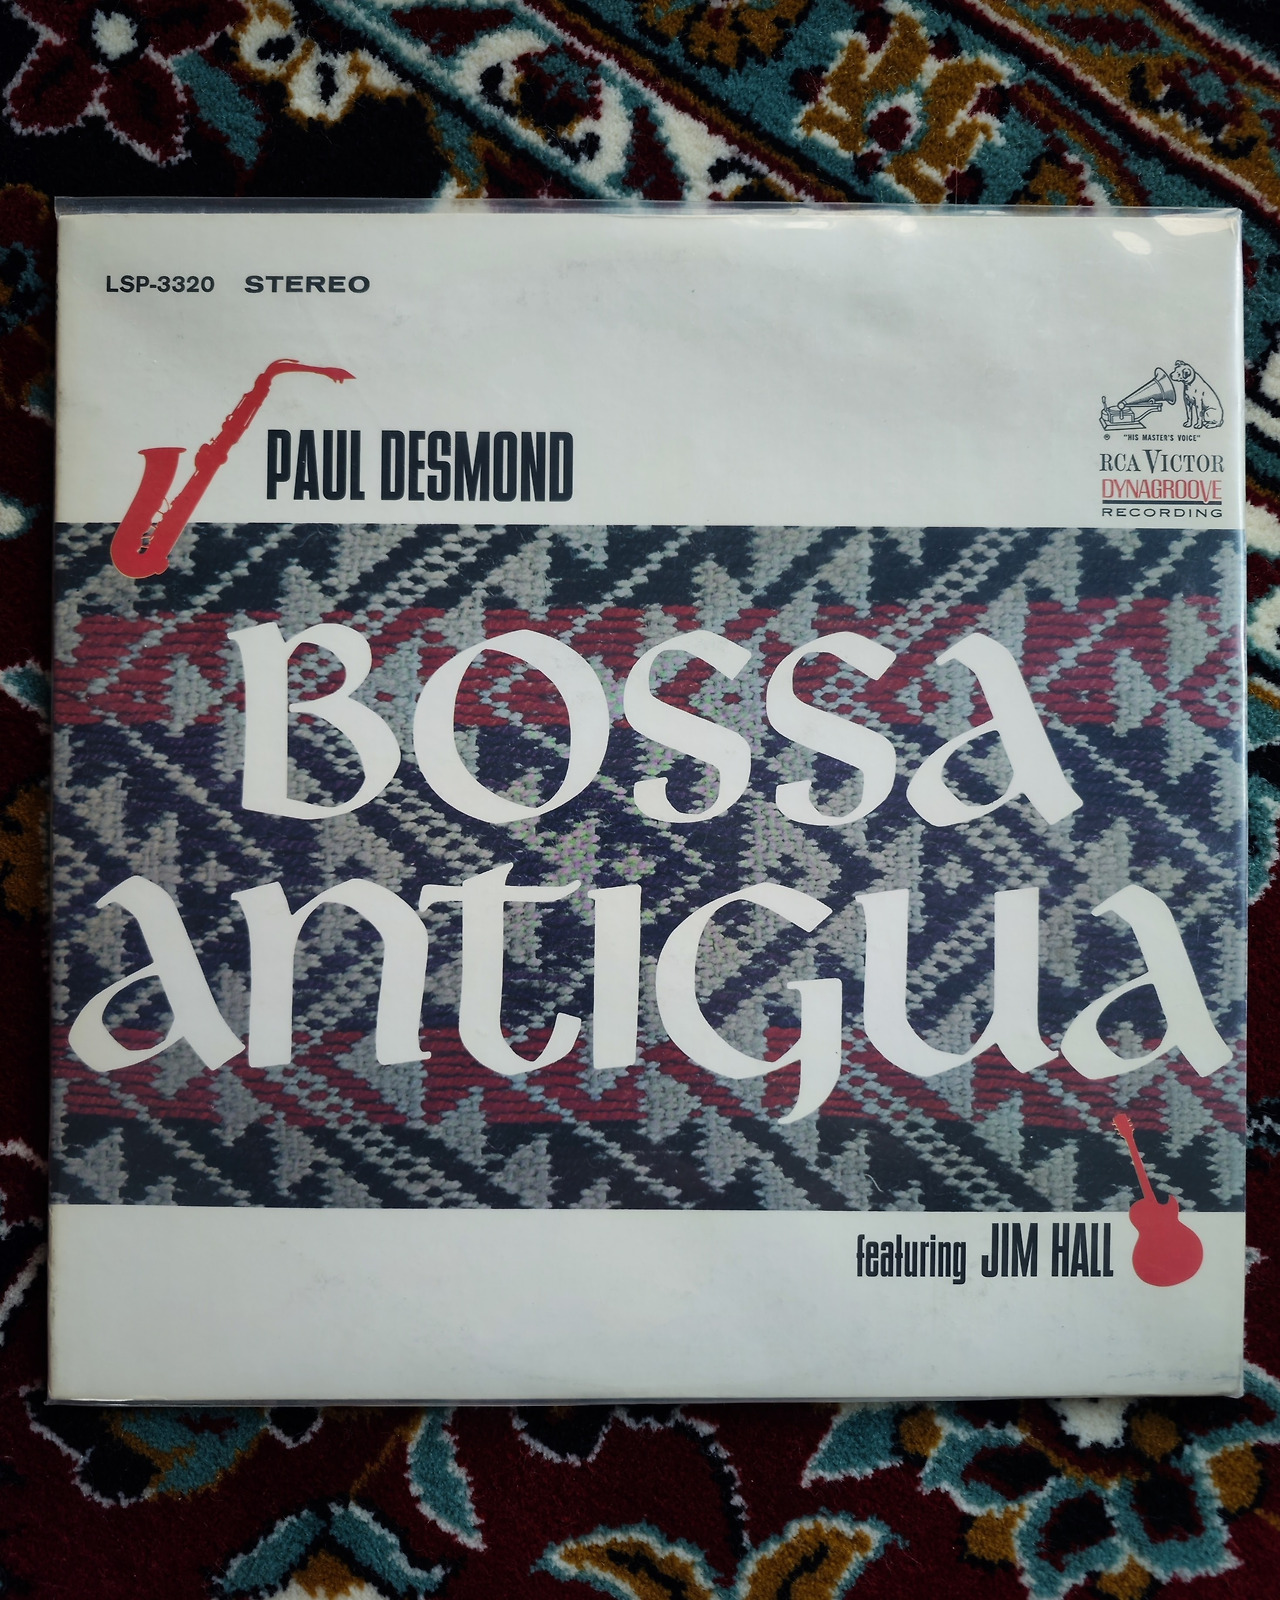 LSP-3320 STEREO
PAUL DESMOND
® "HIS MASTER'S VOICE"
RCA VICTOR
DYNAGROOVE
RECORDING
BOSSA
ANTIGUA
featuring JIM HALL